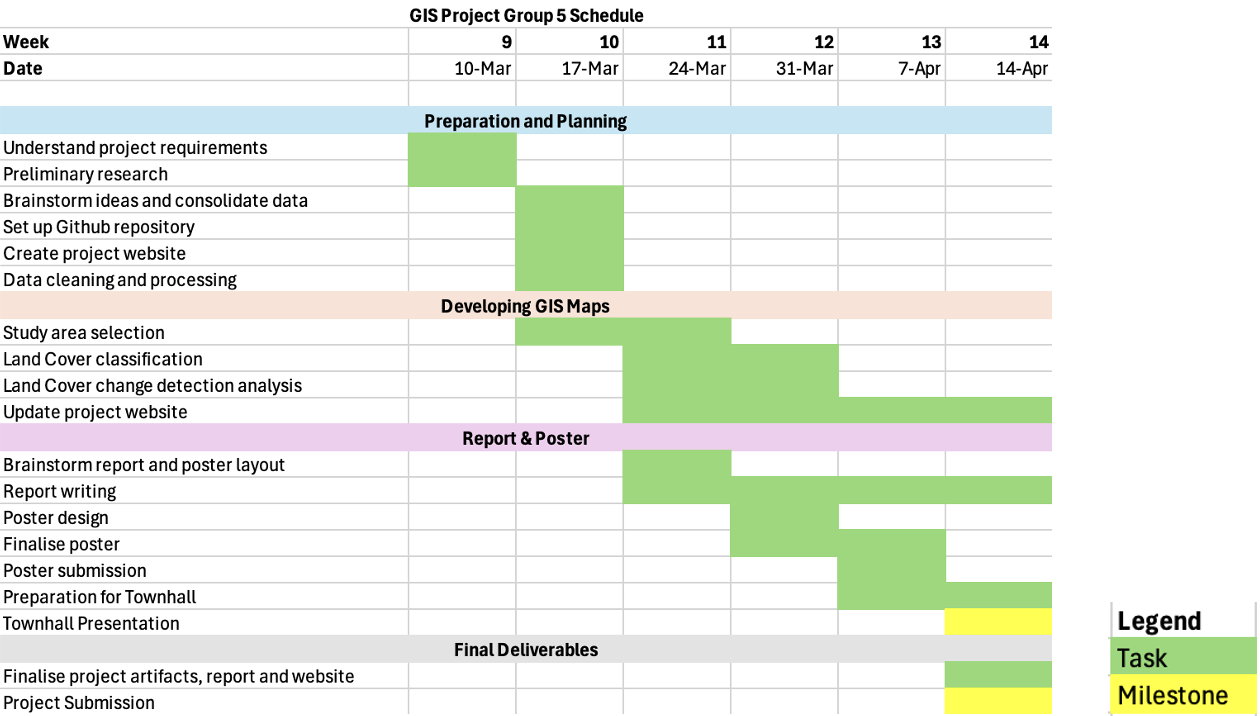 GIS Project Group 5 Schedule
Week 9 10 11 12 13 14
Date 10-Mar 17-Mar 24-Mar 31-Mar 7-Apr 14-Apr
Preparation and Planning
Understand project requirements
Preliminary research
Brainstorm ideas and consolidate data
Set up Github repository
Create project website
Data cleaning and processing
Developing GIS Maps
Study area selection
Land Cover classification
Land Cover change detection analysis
Update project website
Report & Poster
Brainstorm report and poster layout
Report writing
Poster design
Finalise poster
Poster submission
Preparation for Townhall
Townhall Presentation
Final Deliverables
Finalise project artifacts, report and website
Project Submission
Legend
Task
Milestone